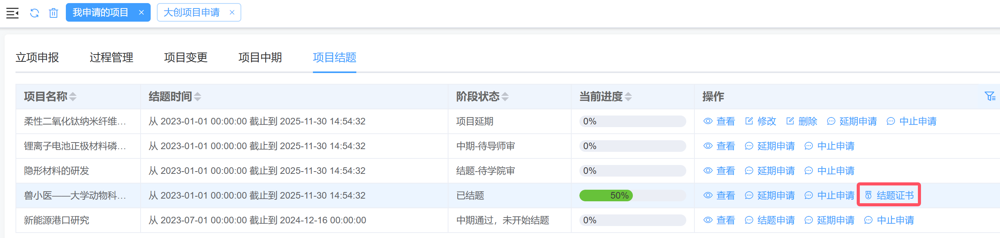 我申请的项目 × 大创项目申请 ×
立项申报 过程管理 项目变更 项目中期 项目结题
项目名称 结题时间 阶段状态 当前进度 操作
柔性二氧化钛纳米纤维... 从 2023-01-01 00:00:00 截止到 2025-11-30 14:54:32 项目延期 0% 查看 修改 删除 延期申请 中止申请
锂离子电池正极材料磷... 从 2023-01-01 00:00:00 截止到 2025-11-30 14:54:32 中期-待导师审 0% 查看 延期申请 中止申请
隐形材料的研发 从 2023-01-01 00:00:00 截止到 2025-11-30 14:54:32 结题-待学院审 0% 查看 延期申请 中止申请
兽小医——大学动物科... 从 2023-01-01 00:00:00 截止到 2025-11-30 14:54:32 已结题 50% 查看 延期申请 中止申请 结题证书
新能源港口研究 从 2023-07-01 00:00:00 截止到 2024-12-16 00:00:00 中期通过，未开始结题 0% 查看 结题申请 延期申请 中止申请